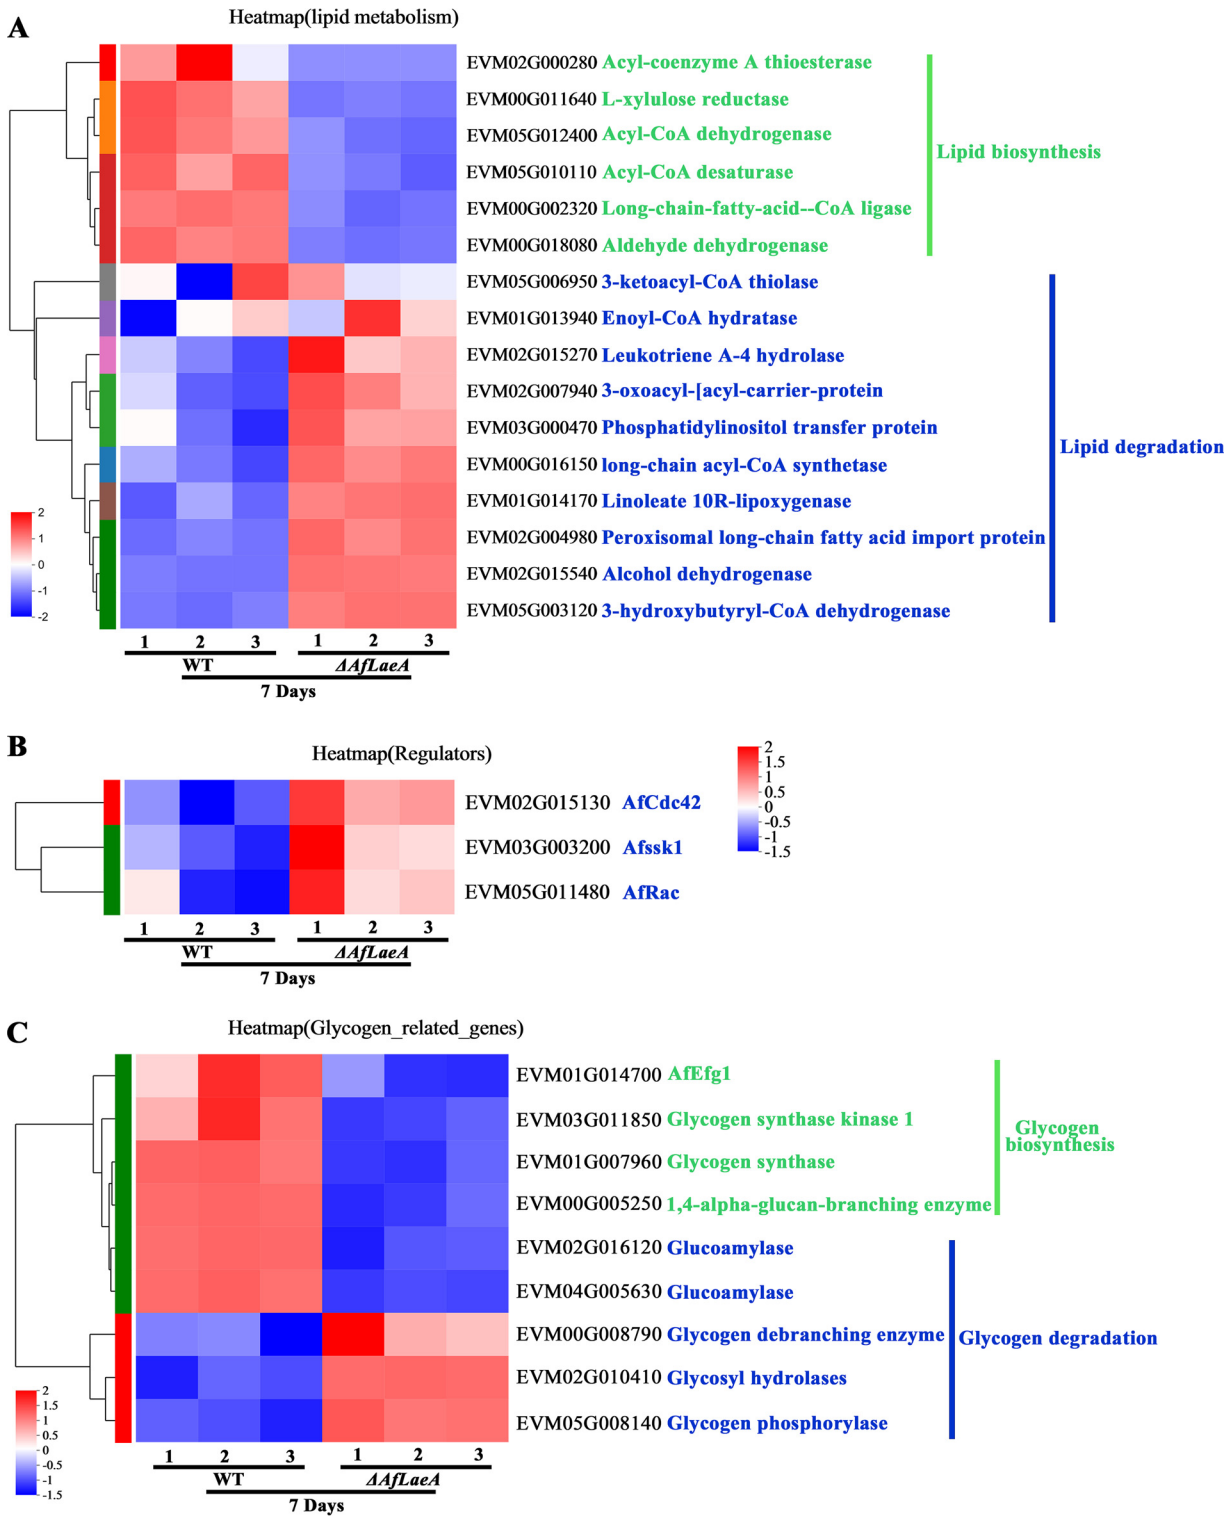 A
Heatmap(lipid metabolism)
EVM02G000280 Acyl-coenzyme A thioesterase
EVM00G011640 L-xylulose reductase
EVM05G012400 Acyl-CoA dehydrogenase
EVM05G010110 Acyl-CoA desaturase
EVM00G002320 Long-chain-fatty-acid--CoA ligase
EVM00G018080 Aldehyde dehydrogenase
Lipid biosynthesis
EVM05G006950 3-ketoacyl-CoA thiolase
EVM01G013940 Enoyl-CoA hydratase
EVM02G015270 Leukotriene A-4 hydrolase
EVM02G007940 3-oxoacyl-[acyl-carrier-protein
EVM03G000470 Phosphatidylinositol transfer protein
EVM00G016150 long-chain acyl-CoA synthetase
EVM01G014170 Linoleate 10R-lipoxygenase
EVM02G004980 Peroxisomal long-chain fatty acid import protein
EVM02G015540 Alcohol dehydrogenase
EVM05G003120 3-hydroxybutyryl-CoA dehydrogenase
Lipid degradation
2
1
0
-1
-2
1 2 3 1 2 3
WT ΔAfLaeA
7 Days
B
Heatmap(Regulators)
EVM02G015130 AfCdc42
EVM03G003200 Afssk1
EVM05G011480 AfRac
2
1.5
1
0.5
0
-0.5
-1
-1.5
1 2 3 1 2 3
WT ΔAfLaeA
7 Days
C
Heatmap(Glycogen_related_genes)
EVM01G014700 AfEfg1
EVM03G011850 Glycogen synthase kinase 1
EVM01G007960 Glycogen synthase
EVM00G005250 1,4-alpha-glucan-branching enzyme
Glycogen
biosynthesis
EVM02G016120 Glucoamylase
EVM04G005630 Glucoamylase
EVM00G008790 Glycogen debranching enzyme
EVM02G010410 Glycosyl hydrolases
EVM05G008140 Glycogen phosphorylase
Glycogen degradation
2
1.5
1
0.5
0
-0.5
-1
-1.5
1 2 3 1 2 3
WT ΔAfLaeA
7 Days